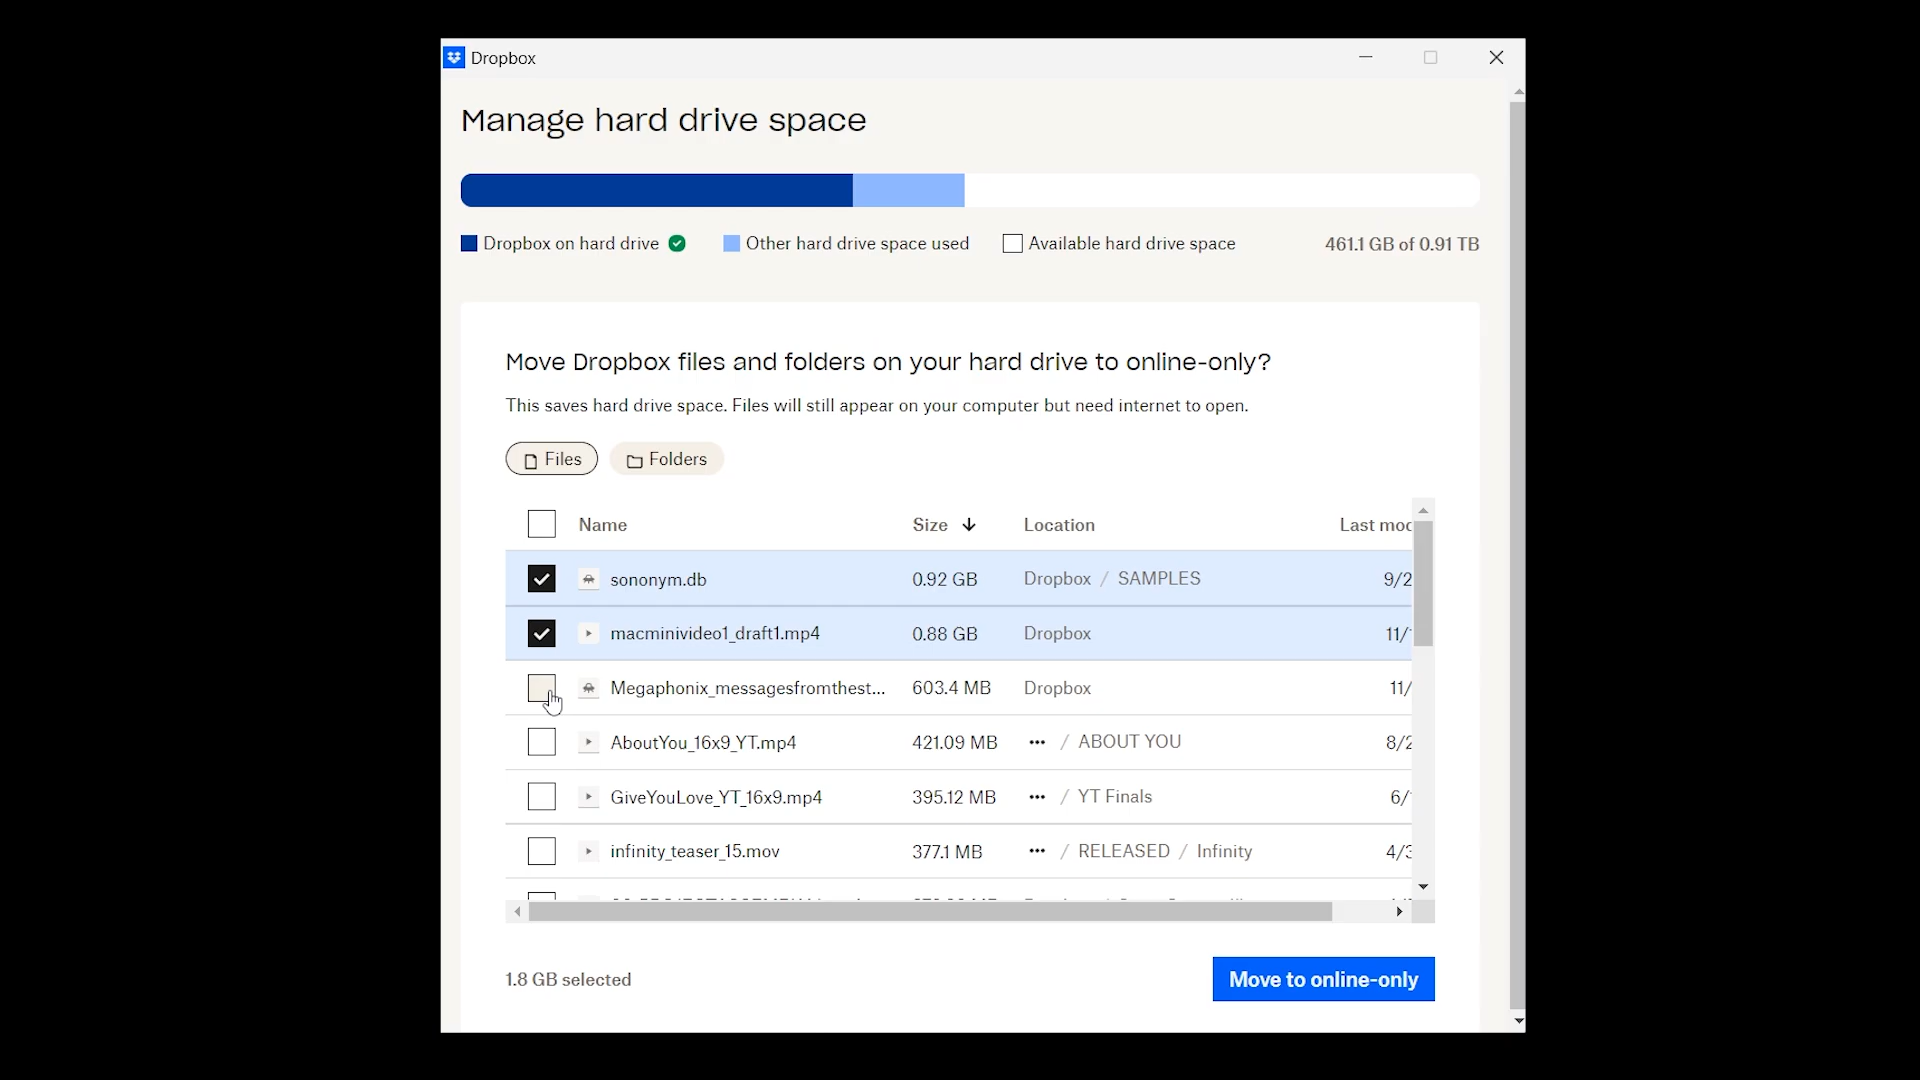 Dropbox
Manage hard drive space
Dropbox on hard drive Other hard drive space used Available hard drive space 461.1 GB of 0.91 TB
Move Dropbox files and folders on your hard drive to online-only?
This saves hard drive space. Files will still appear on your computer but need internet to open.
Files Folders
Name Size Location Last mod
sononym.db 0.92 GB Dropbox / SAMPLES 9/2
macminivideo1_draft1.mp4 0.88 GB Dropbox 11/
Megaphonix_messagesfromthest... 603.4 MB Dropbox 11/
AboutYou_16x9_YT.mp4 421.09 MB ••• / ABOUT YOU 8/2
GiveYouLove_YT_16x9.mp4 395.12 MB ••• / YT Finals 6/
infinity_teaser_15.mov 377.1 MB ••• / RELEASED / Infinity 4/3
1.8 GB selected Move to online-only